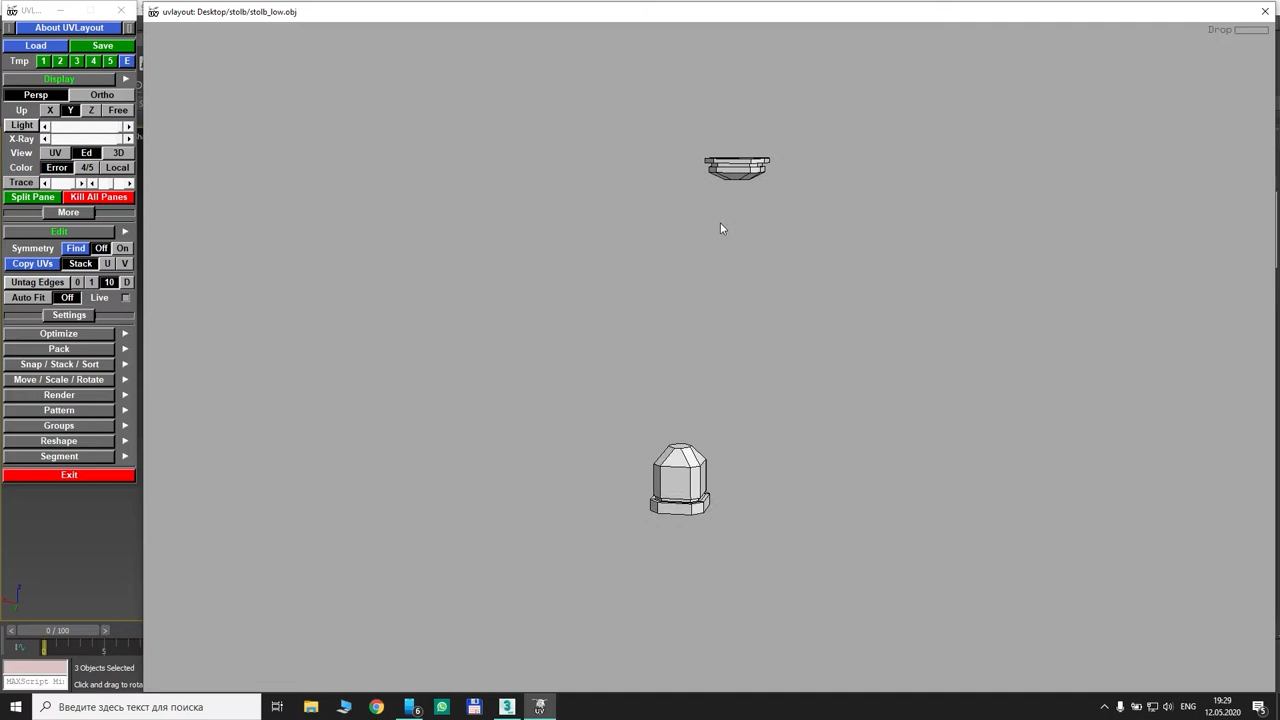 UVL...
uvlayout: Desktop/stolb/stolb_low.obj
About UVLayout
Load Save
Tmp 1 2 3 4 5 E
Display
Persp Ortho
Up X Y Z Free
Light
X-Ray
View UV Ed 3D
Color Error 4/5 Local
Trace
Split Pane Kill All Panes
More
Edit
Symmetry Find Off On
Copy UVs Stack U V
Untag Edges 0 1 10 D
Auto Fit Off Live
Settings
Optimize
Pack
Snap / Stack / Sort
Move / Scale / Rotate
Render
Pattern
Groups
Reshape
Segment
Exit
Drop
0 / 100
5
3 Objects Selected
MAXScript Mi:
Click and drag to rota
Введите здесь текст для поиска
6
3
UV
ENG
19:29
12.05.2020
5